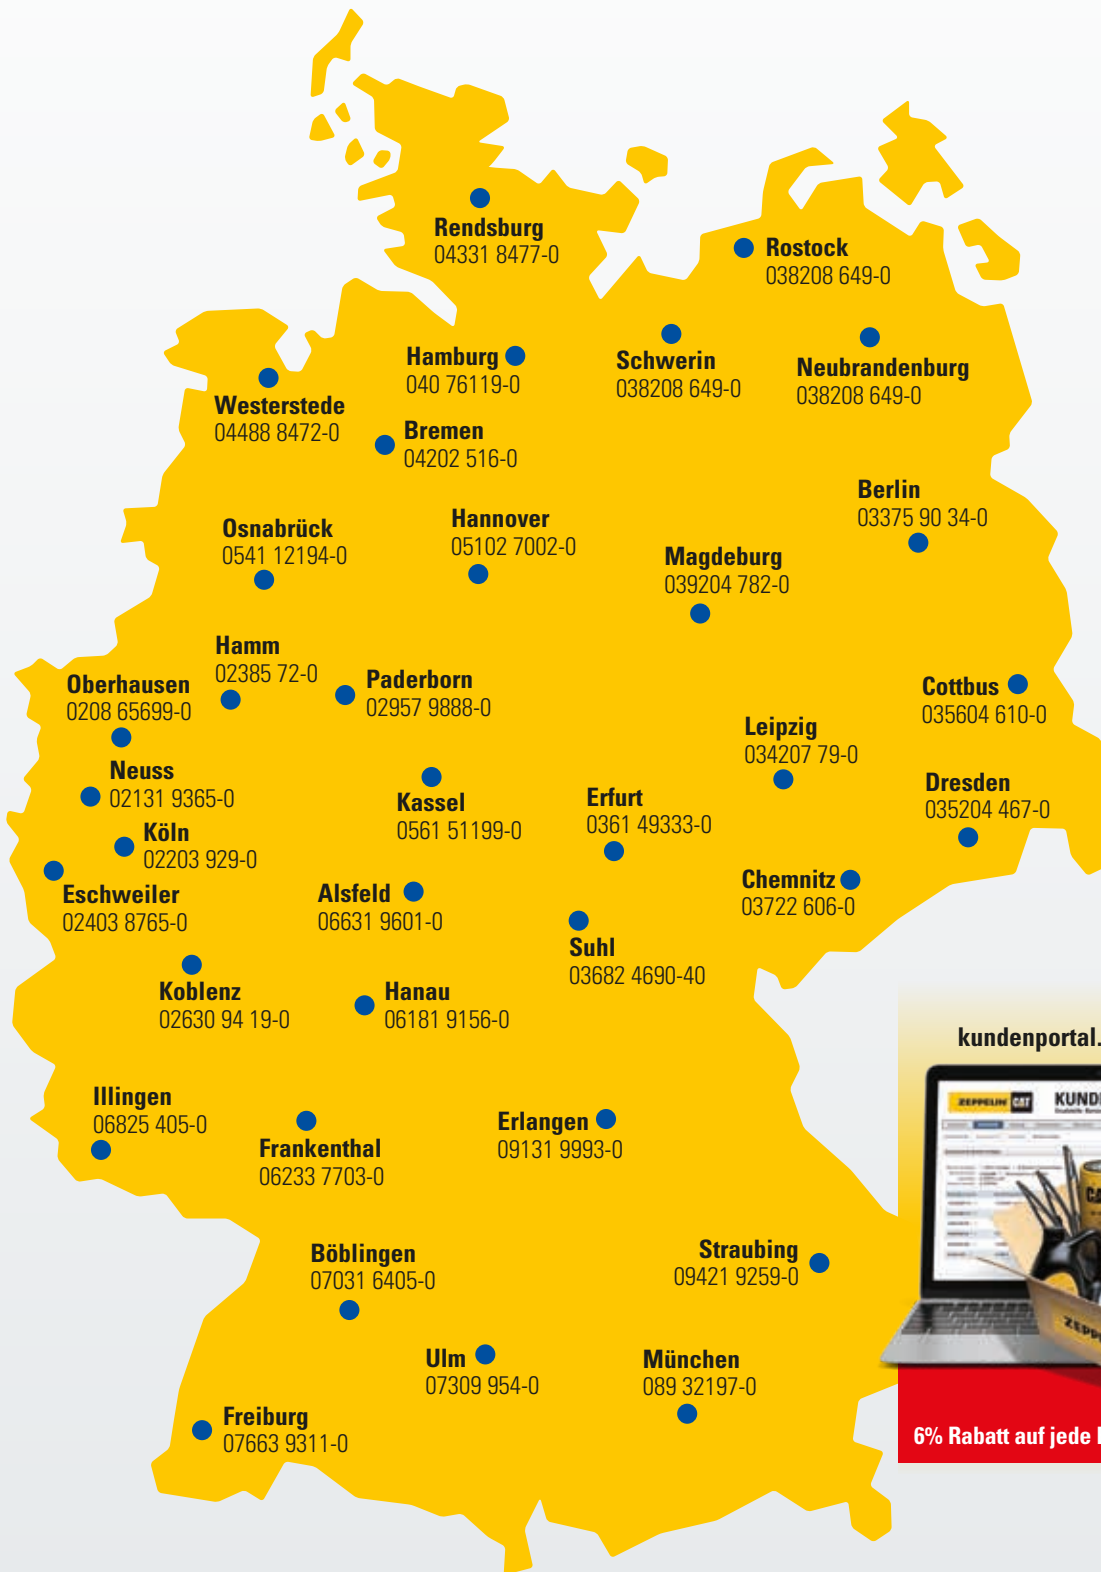 Rendsburg
04331 8477-0
Rostock
038208 649-0
Hamburg
040 76119-0
Schwerin
038208 649-0
Neubrandenburg
038208 649-0
Westerstede
04488 8472-0
Bremen
04202 516-0
Berlin
03375 90 34-0
Osnabrück
0541 12194-0
Hannover
05102 7002-0
Magdeburg
039204 782-0
Hamm
02385 72-0
Oberhausen
0208 65699-0
Paderborn
02957 9888-0
Cottbus
035604 610-0
Leipzig
034207 79-0
Neuss
02131 9365-0
Kassel
0561 51199-0
Erfurt
0361 49333-0
Dresden
035204 467-0
Köln
02203 929-0
Eschweiler
02403 8765-0
Alsfeld
06631 9601-0
Chemnitz
03722 606-0
Suhl
03682 4690-40
Koblenz
02630 94 19-0
Hanau
06181 9156-0
Illingen
06825 405-0
Frankenthal
06233 7703-0
Erlangen
09131 9993-0
Böblingen
07031 6405-0
Straubing
09421 9259-0
Ulm
07309 954-0
München
089 32197-0
Freiburg
07663 9311-0
kundenportal.
ZEPPELIN CAT
KUND
CA
ZEPP
6% Rabatt auf jede